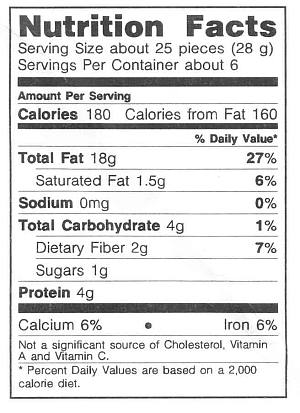 Nutrition Facts
Serving Size about 25 pieces (28 g)
Servings Per Container about 6
Amount Per Serving
Calories 180 Calories from Fat 160
% Daily Value*
Total Fat 18g 27%
Saturated Fat 1.5g 6%
Sodium 0mg 0%
Total Carbohydrate 4g 1%
Dietary Fiber 2g 7%
Sugars 1g
Protein 4g
Calcium 6% • Iron 6%
Not a significant source of Cholesterol, Vitamin
A and Vitamin C.
* Percent Daily Values are based on a 2,000
calorie diet.